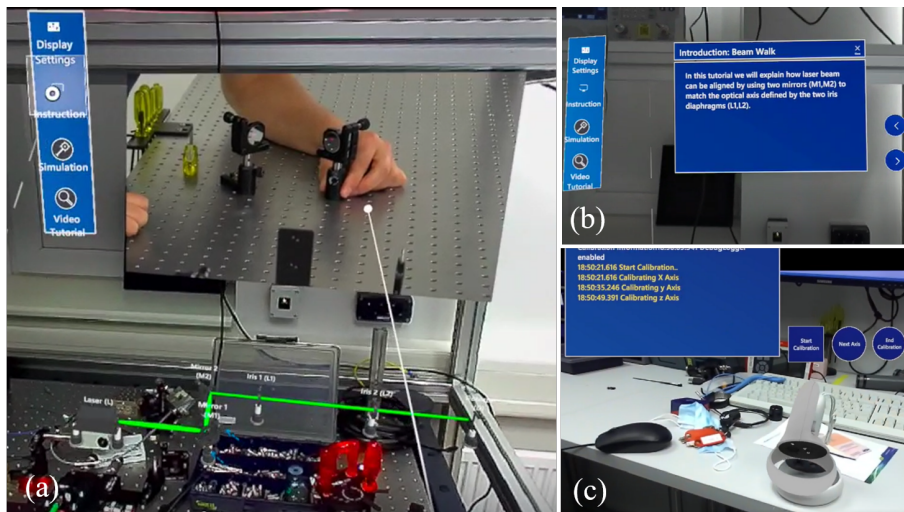 Display
Settings
Instruction
Simulation
Video
Tutorial
Laser (L)
Mirror 2
(M2)
Mirror 1
(M1)
Iris 1 (L1)
Iris 2 (L2)
(a)
Display
Settings
Instruction
Simulation
Video
Tutorial
Introduction: Beam Walk
In this tutorial we will explain how laser beam
can be aligned by using two mirrors (M1,M2) to
match the optical axis defined by the two iris
diaphragms (L1,L2).
(b)
enabled
18:50:21.616 Start Calibration..
18:50:21.616 Calibrating X Axis
18:50:35.246 Calibrating y Axis
18:50:49.391 Calibrating z Axis
Start
Calibration
Next Axis
End
Calibration
(c)